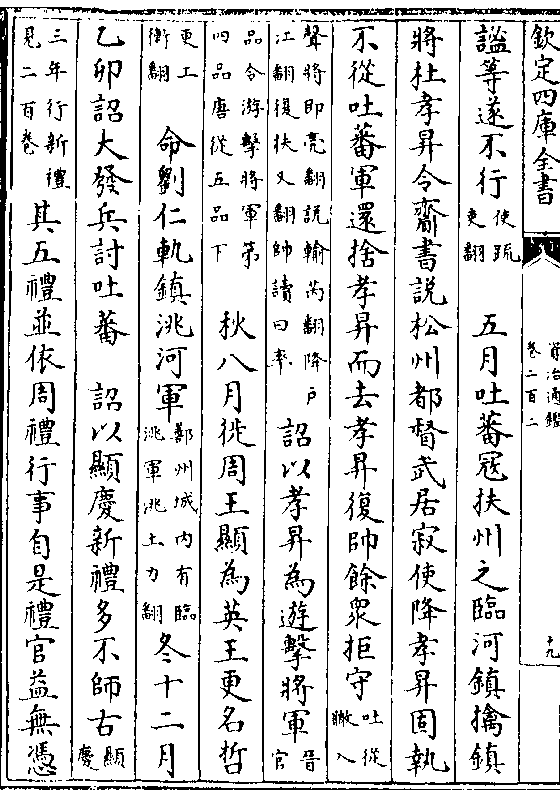 欽定四庫全書 資治通鑑 卷二百二 十九
謐等遂不行 使疏吏翻 五月吐蕃寇扶州之臨河鎮擒鎮
將杜孝昇令齎書說松州都督武居寂使降孝昇固執
不從吐蕃軍還捨孝昇而去孝昇復帥餘衆拒守 吐從暾入
聲將即亮翻說輸芮翻降户江翻復扶又翻帥讀曰率 詔以孝昇為遊擊將軍 晉官
品令游擊將軍第四品唐從五品下 秋八月徙周王顯為英王更名哲
更工衡翻 命劉仁軌鎮洮河軍 鄯州城内有臨洮軍洮土刀翻 冬十二月
乙卯詔大發兵討吐蕃 詔以顯慶新禮多不師古 顯慶
三年行新禮見二百卷 其五禮並依周禮行事自是禮官益無憑